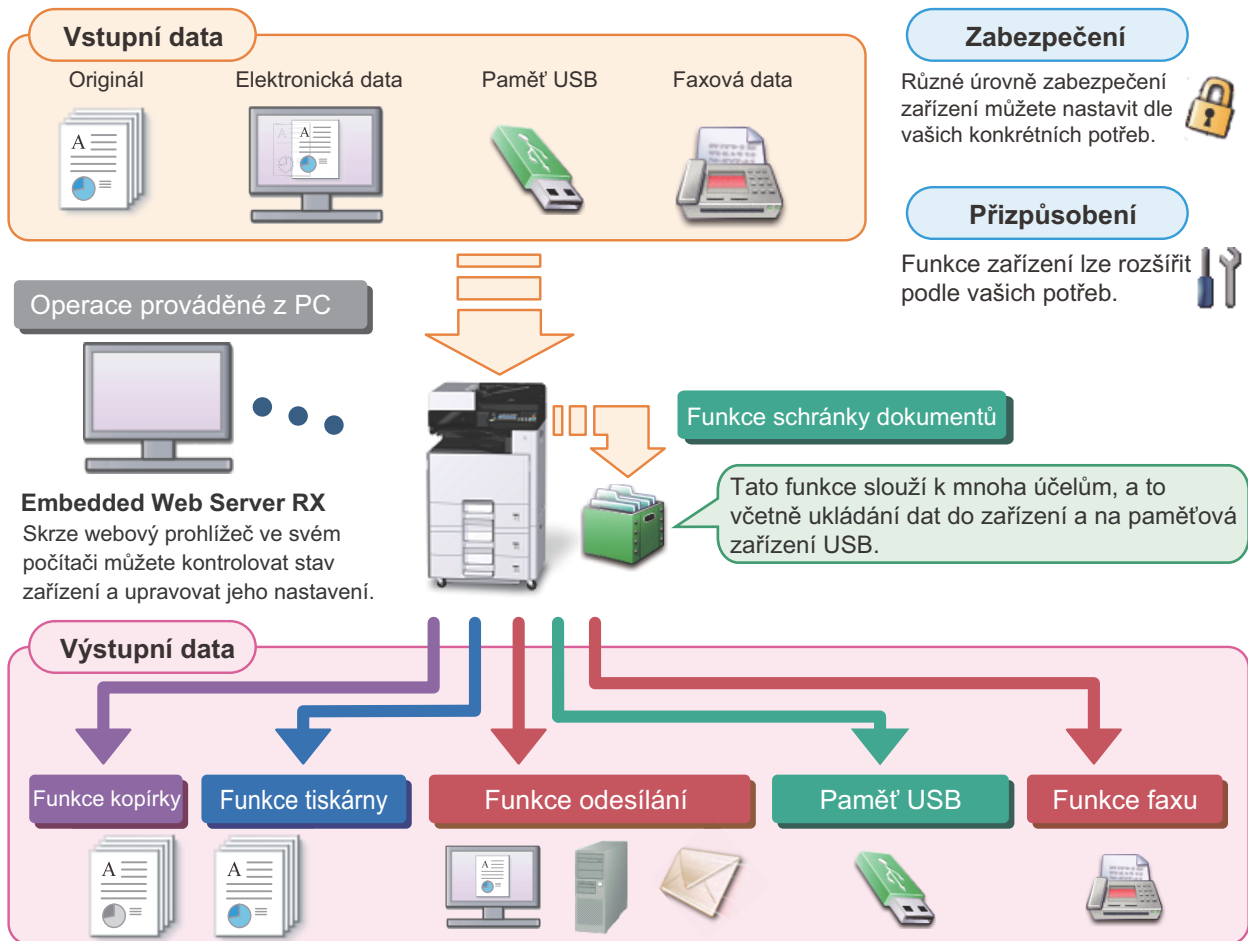 Vstupní data
Originál
Elektronická data
Paměť USB
Faxová data
Zabezpečení
Různé úrovně zabezpečení
zařízení můžete nastavit dle
vašich konkrétních potřeb.
Přizpůsobení
Funkce zařízení lze rozšířit
podle vašich potřeb.
Operace prováděné z PC
Embedded Web Server RX
Skrze webový prohlížeč ve svém
počítači můžete kontrolovat stav
zařízení a upravovat jeho nastavení.
Funkce schránky dokumentů
Tato funkce slouží k mnoha účelům, a to
včetně ukládání dat do zařízení a na paměťová
zařízení USB.
Výstupní data
Funkce kopírky
Funkce tiskárny
Funkce odesílání
Paměť USB
Funkce faxu